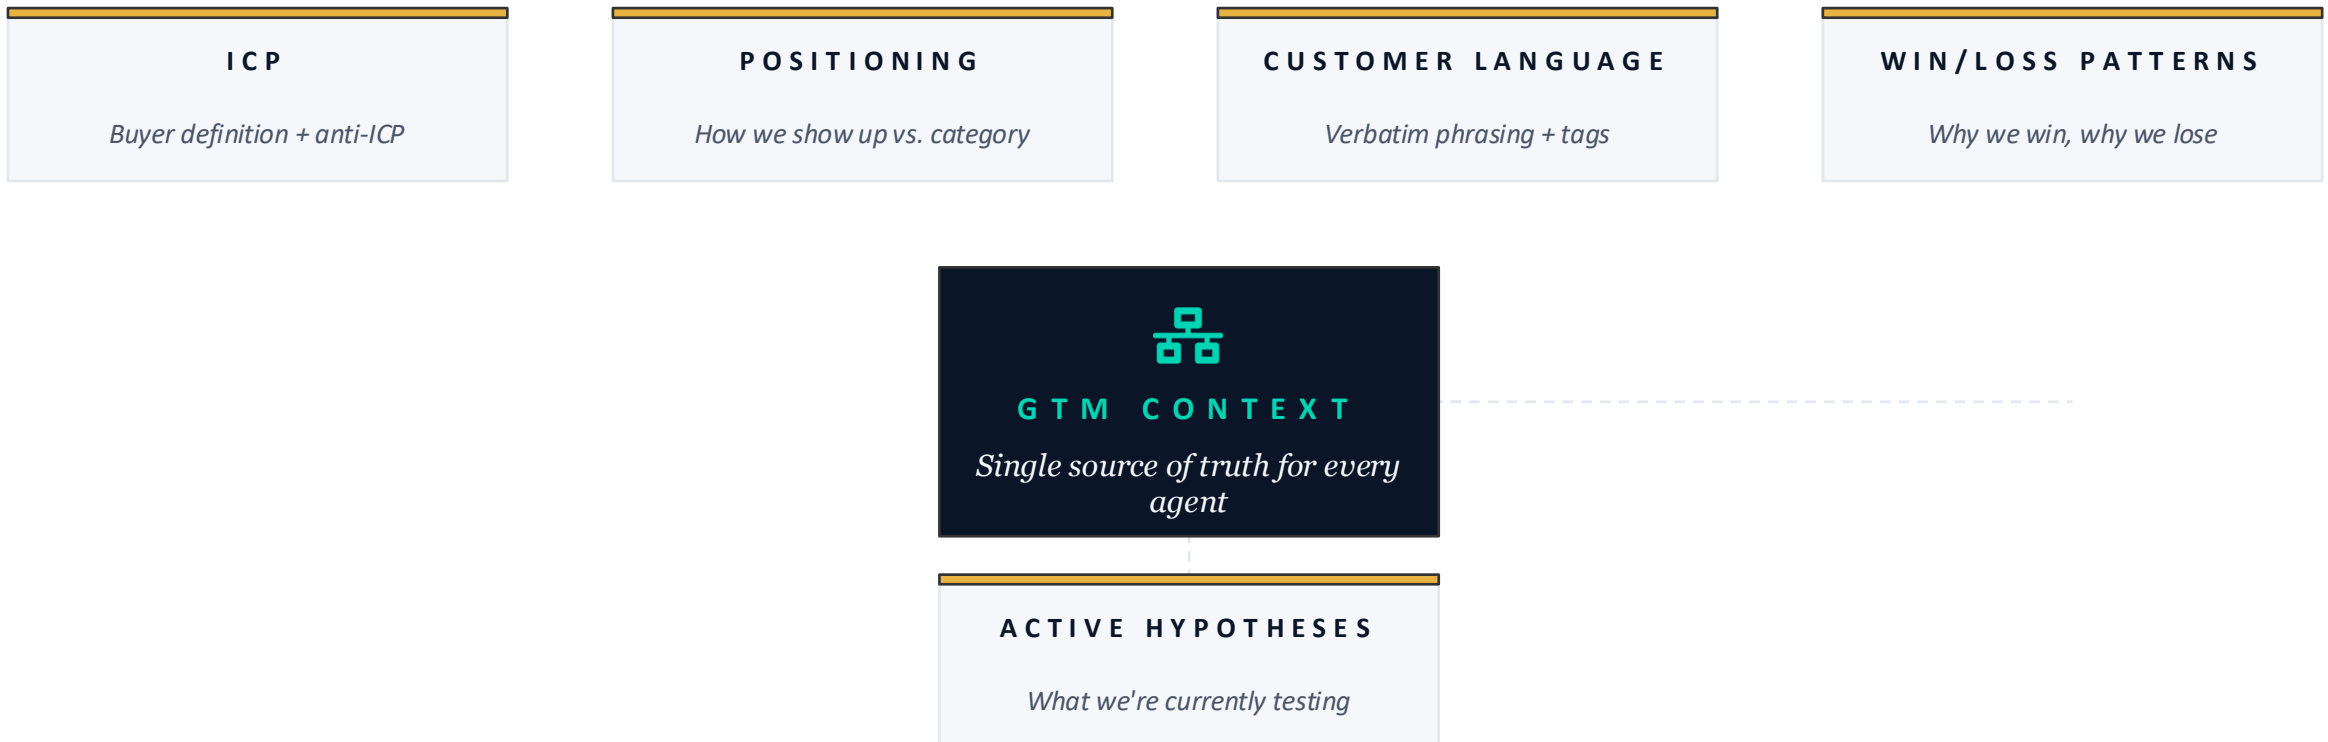 ICP
Buyer definition + anti-ICP
POSITIONING
How we show up vs. category
CUSTOMER LANGUAGE
Verbatim phrasing + tags
WIN/LOSS PATTERNS
Why we win, why we lose
GTM CONTEXT
Single source of truth for every
agent
ACTIVE HYPOTHESES
What we're currently testing